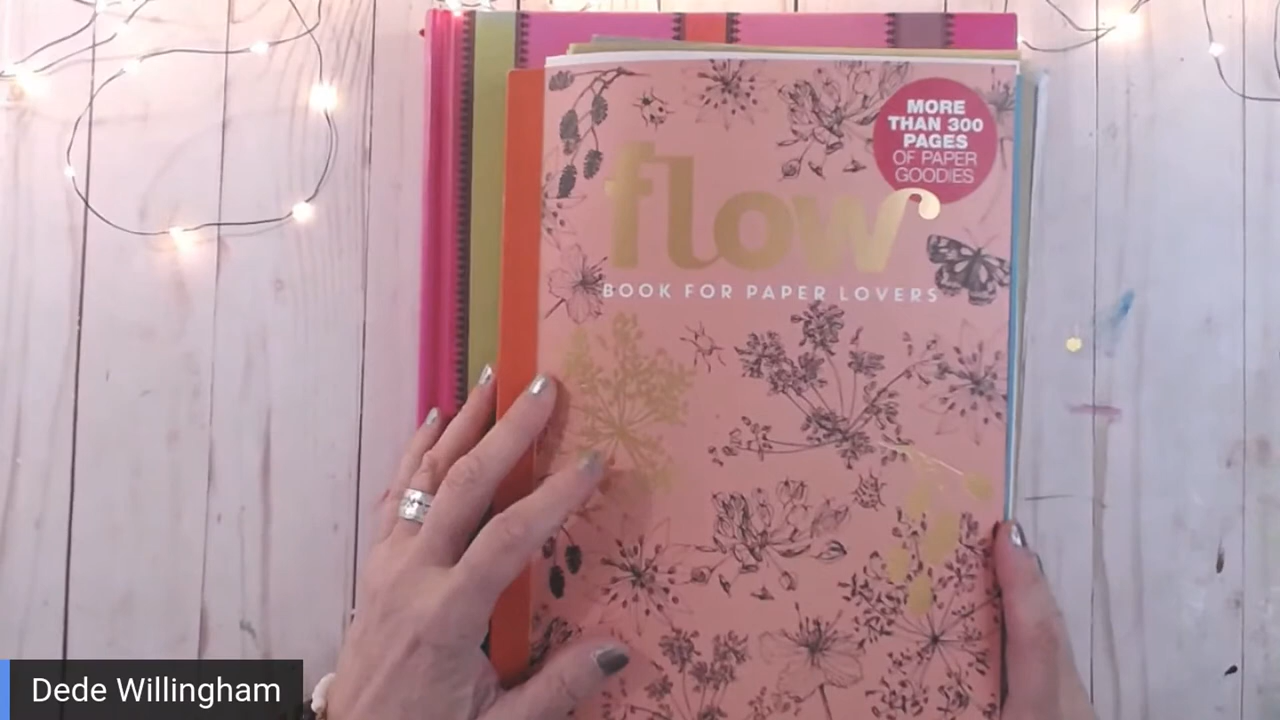 MORE
THAN 300
PAGES
OF PAPER
GOODIES
flow
BOOK FOR PAPER LOVERS
Dede Willingham